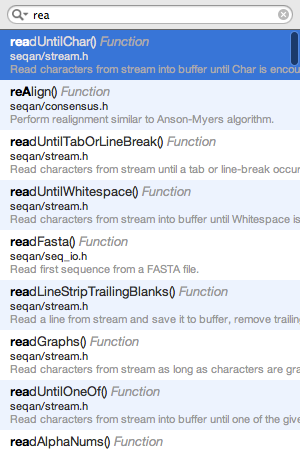 rea
readUntilChar() Function
seqan/stream.h
Read characters from stream into buffer until Char is encou
reAlign() Function
seqan/consensus.h
Perform realignment similar to Anson-Myers algorithm.
readUntilTabOrLineBreak() Function
seqan/stream.h
Read characters from stream until a tab or line-break occur
readUntilWhitespace() Function
seqan/stream.h
Read characters from stream into buffer until Whitespace is
readFasta() Function
seqan/seq_io.h
Read first sequence from a FASTA file.
readLineStripTrailingBlanks() Function
seqan/stream.h
Read a line from stream and save it to buffer, remove trailing
readGraphs() Function
seqan/stream.h
Read characters from stream as long as characters are gra
readUntilOneOf() Function
seqan/stream.h
Read characters from stream into buffer until one of the give
readAlphaNums() Function